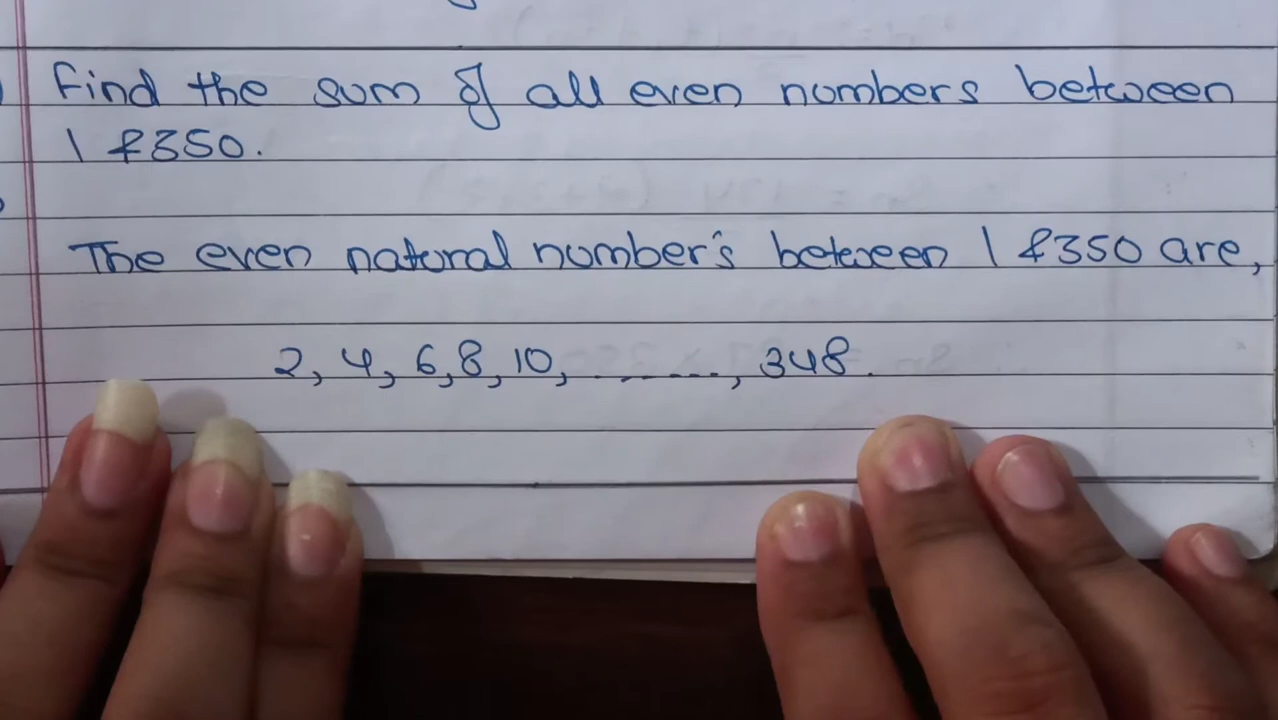 Find the sum of all even numbers between
1 & 350.
The even natural number's between 1 & 350 are,
2, 4, 6, 8, 10, ......., 348.